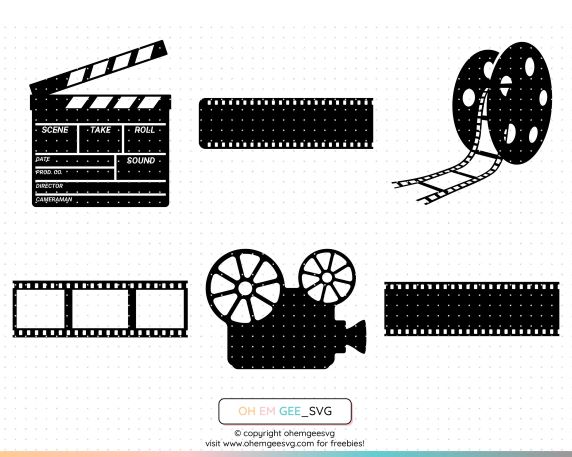 SCENE TAKE ROLL
DATE
SOUND
PROD. CO.
DIRECTOR
CAMERAMAN
OH EM GEE_SVG
© copyright ohemgeesvg
visit www.ohemgeesvg.com for freebies!